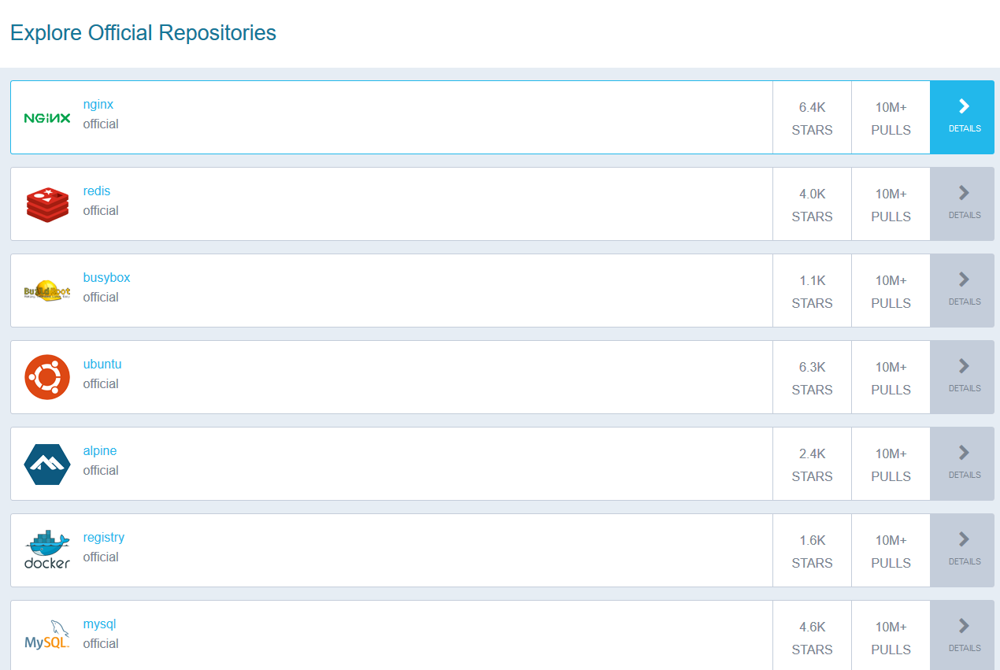 Explore Official Repositories
NGINX
nginx
official
6.4K
STARS
10M+
PULLS
DETAILS
redis
official
4.0K
STARS
10M+
PULLS
DETAILS
BuildRoot
busybox
official
1.1K
STARS
10M+
PULLS
DETAILS
ubuntu
official
6.3K
STARS
10M+
PULLS
DETAILS
alpine
official
2.4K
STARS
10M+
PULLS
DETAILS
docker
registry
official
1.6K
STARS
10M+
PULLS
DETAILS
MySQL
mysql
official
4.6K
STARS
10M+
PULLS
DETAILS